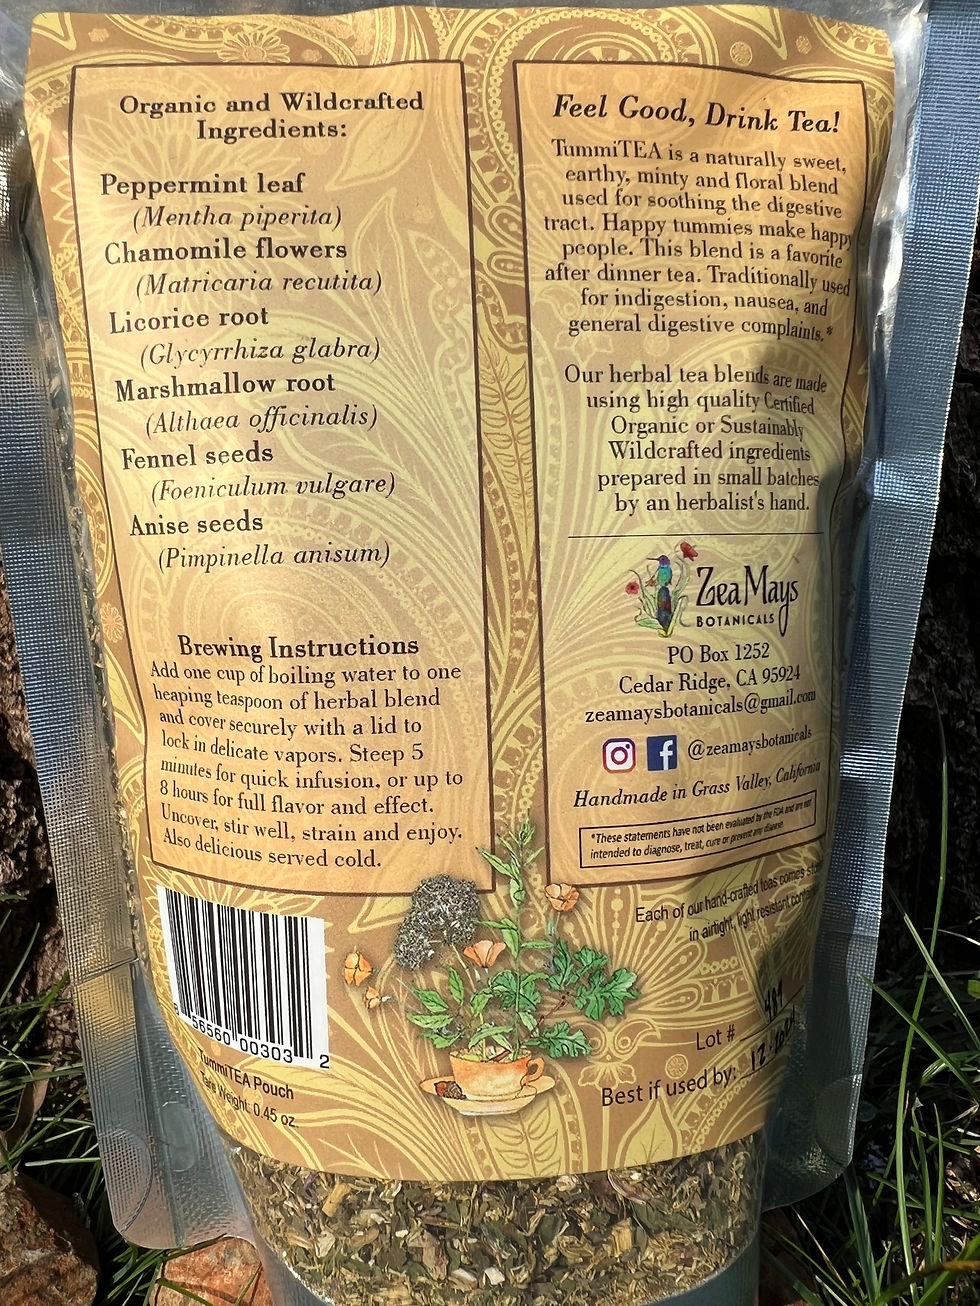 Organic and Wildcrafted
Ingredients:
Peppermint leaf
(Mentha piperita)
Chamomile flowers
(Matricaria recutita)
Licorice root
(Glycyrrhiza glabra)
Marshmallow root
(Althaea officinalis)
Fennel seeds
(Foeniculum vulgare)
Anise seeds
(Pimpinella anisum)
Brewing Instructions
Add one cup of boiling water to one
heaping teaspoon of herbal blend
and cover securely with a lid to
lock in delicate vapors. Steep 5
minutes for quick infusion, or up to
8 hours for full flavor and effect.
Uncover, stir well, strain and enjoy.
Also delicious served cold.
Feel Good, Drink Tea!
TummiTEA is a naturally sweet,
earthy, minty and floral blend
used for soothing the digestive
tract. Happy tummies make happy
people. This blend is a favorite
after dinner tea. Traditionally used
for indigestion, nausea, and
general digestive complaints.*
Our herbal tea blends are made
using high quality Certified
Organic or Sustainably
Wildcrafted ingredients
prepared in small batches
by an herbalist's hand.
Zea Mays
BOTANICALS
PO Box 1252
Cedar Ridge, CA 95924
zeamaysbotanicals@gmail.com
@zeamaysbotanicals
Handmade in Grass Valley, California
*These statements have not been evaluated by the FDA and are not
intended to diagnose, treat, cure or prevent any disease.
Each of our hand-crafted teas comes
in airtight, light resistant
Lot #
Best if used by:
8 56560 00303 2
TummiTEA Pouch
Tare Weight: 0.45 oz.